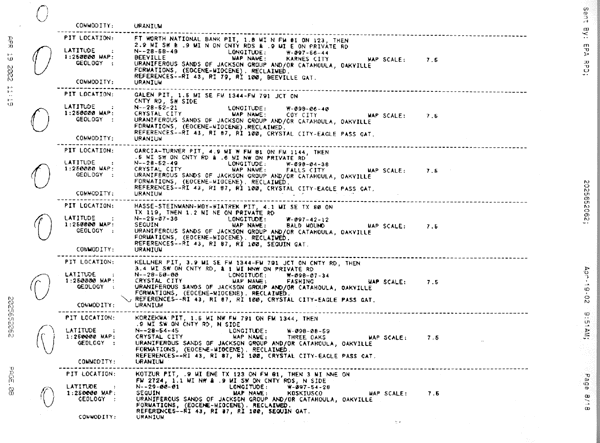 COMMODITY: URANIUM
PIT LOCATION: FT WORTH NATIONAL BANK PIT, 1.8 MI N FM 81 ON 123, THEN
2.9 MI SW & .9 MI N ON CNTY RDS & .9 MI E ON PRIVATE RD
LATITUDE : N--28-58-49 LONGITUDE: W-097-56-44
1:250000 MAP: BEEVILLE MAP NAME: KARNES CITY MAP SCALE: 7.5
GEOLOGY : URANIFEROUS SANDS OF JACKSON GROUP AND/OR CATAHOULA, OAKVILLE
FORMATIONS, (EOCENE-MIOCENE). RECLAIMED.
REFERENCES--RI 43, RI 79, RI 100, BEEVILLE GAT.
COMMODITY: URANIUM
PIT LOCATION: GALEN PIT, 1.5 MI SE FM 1344-FM 791 JCT ON
CNTY RD, SW SIDE
LATITUDE : N--28-52-21 LONGITUDE: W-098-06-40
1:250000 MAP: CRYSTAL CITY MAP NAME: COY CITY MAP SCALE: 7.5
GEOLOGY : URANIFEROUS SANDS OF JACKSON GROUP AND/OR CATAHOULA, OAKVILLE
FORMATIONS, (EOCENE-MIOCENE).RECLAIMED.
REFERENCES--RI 43, RI 87, RI 100, CRYSTAL CITY-EAGLE PASS GAT.
COMMODITY: URANIUM
PIT LOCATION: GARCIA-TURNER PIT, 4.9 MI W FM 81 ON FM 1144, THEN
.5 MI SW ON CNTY RD & .6 MI NW ON PRIVATE RD
LATITUDE : N--28-52-49 LONGITUDE: W-098-04-38
1:250000 MAP: CRYSTAL CITY MAP NAME: FALLS CITY MAP SCALE: 7.5
GEOLOGY : URANIFEROUS SANDS OF JACKSON GROUP AND/OR CATAHOULA, OAKVILLE
FORMATIONS, (EOCENE-MIOCENE). RECLAIMED.
REFERENCES--RI 43, RI 87, RI 100, CRYSTAL CITY-EAGLE PASS GAT.
COMMODITY: URANIUM
PIT LOCATION: HASSE-STEINMANN-MOY-WIATREK PIT, 4.1 MI SE TX 80 ON
TX 119, THEN 1.2 MI NE ON PRIVATE RD
LATITUDE : N--29-07-38 LONGITUDE: W-097-42-12
1:250000 MAP: SEGUIN MAP NAME: BALD MOUND MAP SCALE: 7.5
GEOLOGY : URANIFEROUS SANDS OF JACKSON GROUP AND/OR CATAHOULA, OAKVILLE
FORMATIONS, (EOCENE-MIOCENE). RECLAIMED.
REFERENCES--RI 43, RI 87, RI 100, SEGUIN GAT.
COMMODITY: URANIUM
PIT LOCATION: KELLNER PIT, 3.9 MI SE FM 1344-FM 791 JCT ON CNTY RD, THEN
3.4 MI SW ON CNTY RD, & 1 MI NNW ON PRIVATE RD
LATITUDE : N--28-50-00 LONGITUDE: W-098-07-34
1:250000 MAP: CRYSTAL CITY MAP NAME: FASHING MAP SCALE: 7.5
GEOLOGY : URANIFEROUS SANDS OF JACKSON GROUP AND/OR CATAHOULA, OAKVILLE
FORMATIONS, (EOCENE-MIOCENE). RECLAIMED.
REFERENCES--RI 43, RI 87, RI 100, CRYSTAL CITY-EAGLE PASS GAT.
COMMODITY: URANIUM
PIT LOCATION: KORZEKWA PIT, 1.5 MI NW FM 791 ON FM 1344, THEN
.9 MI SW ON CNTY RD, N SIDE
LATITUDE : N--28-54-45 LONGITUDE: W-098-08-59
1:250000 MAP: CRYSTAL CITY MAP NAME: THREE OAKS MAP SCALE: 7.5
GEOLOGY : URANIFEROUS SANDS OF JACKSON GROUP AND/OR CATAHOULA, OAKVILLE
FORMATIONS, (EOCENE-MIOCENE). RECLAIMED.
REFERENCES--RI 43, RI 87, RI 100, CRYSTAL CITY-EAGLE PASS GAT.
COMMODITY: URANIUM
PIT LOCATION: KOTZUR PIT, .9 MI ENE TX 123 ON FM 81, THEN 3 MI NNE ON
FM 2724, 1.1 MI NW & .9 MI SW ON CNTY RDS, N SIDE
LATITUDE : N--29-00-01 LONGITUDE: W-097-54-28
1:250000 MAP: SEGUIN MAP NAME: KOSKIUSCO MAP SCALE: 7.5
GEOLOGY : URANIFEROUS SANDS OF JACKSON GROUP AND/OR CATAHOULA, OAKVILLE
FORMATIONS, (EOCENE-MIOCENE). RECLAIMED.
REFERENCES--RI 43, RI 87, RI 100, SEGUIN GAT.
COMMODITY: URANIUM
APR 19 2002 11:19
2025655262
PAGE 08
Sent By: EPA RPD;
2025655262;
Apr-19-02
Page 8/18